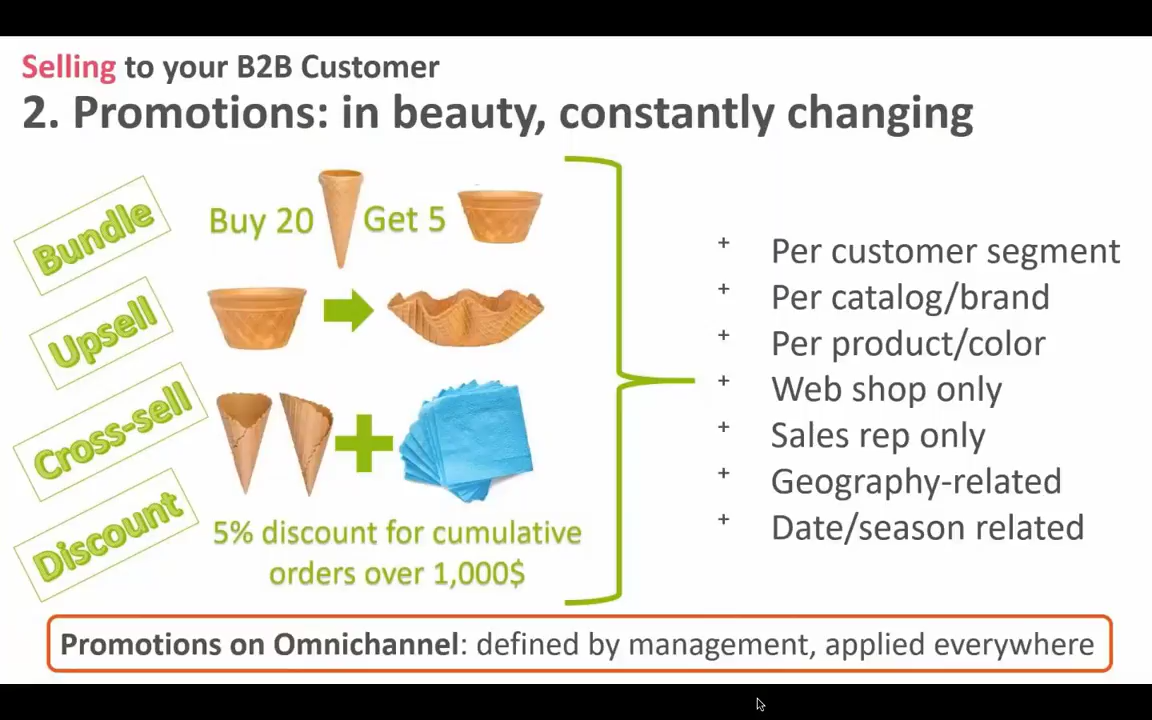 Selling to your B2B Customer
2. Promotions: in beauty, constantly changing
Bundle
Buy 20 Get 5
Upsell
Cross-sell
Discount
5% discount for cumulative
orders over 1,000$
+ Per customer segment
+ Per catalog/brand
+ Per product/color
+ Web shop only
+ Sales rep only
+ Geography-related
+ Date/season related
Promotions on Omnichannel: defined by management, applied everywhere